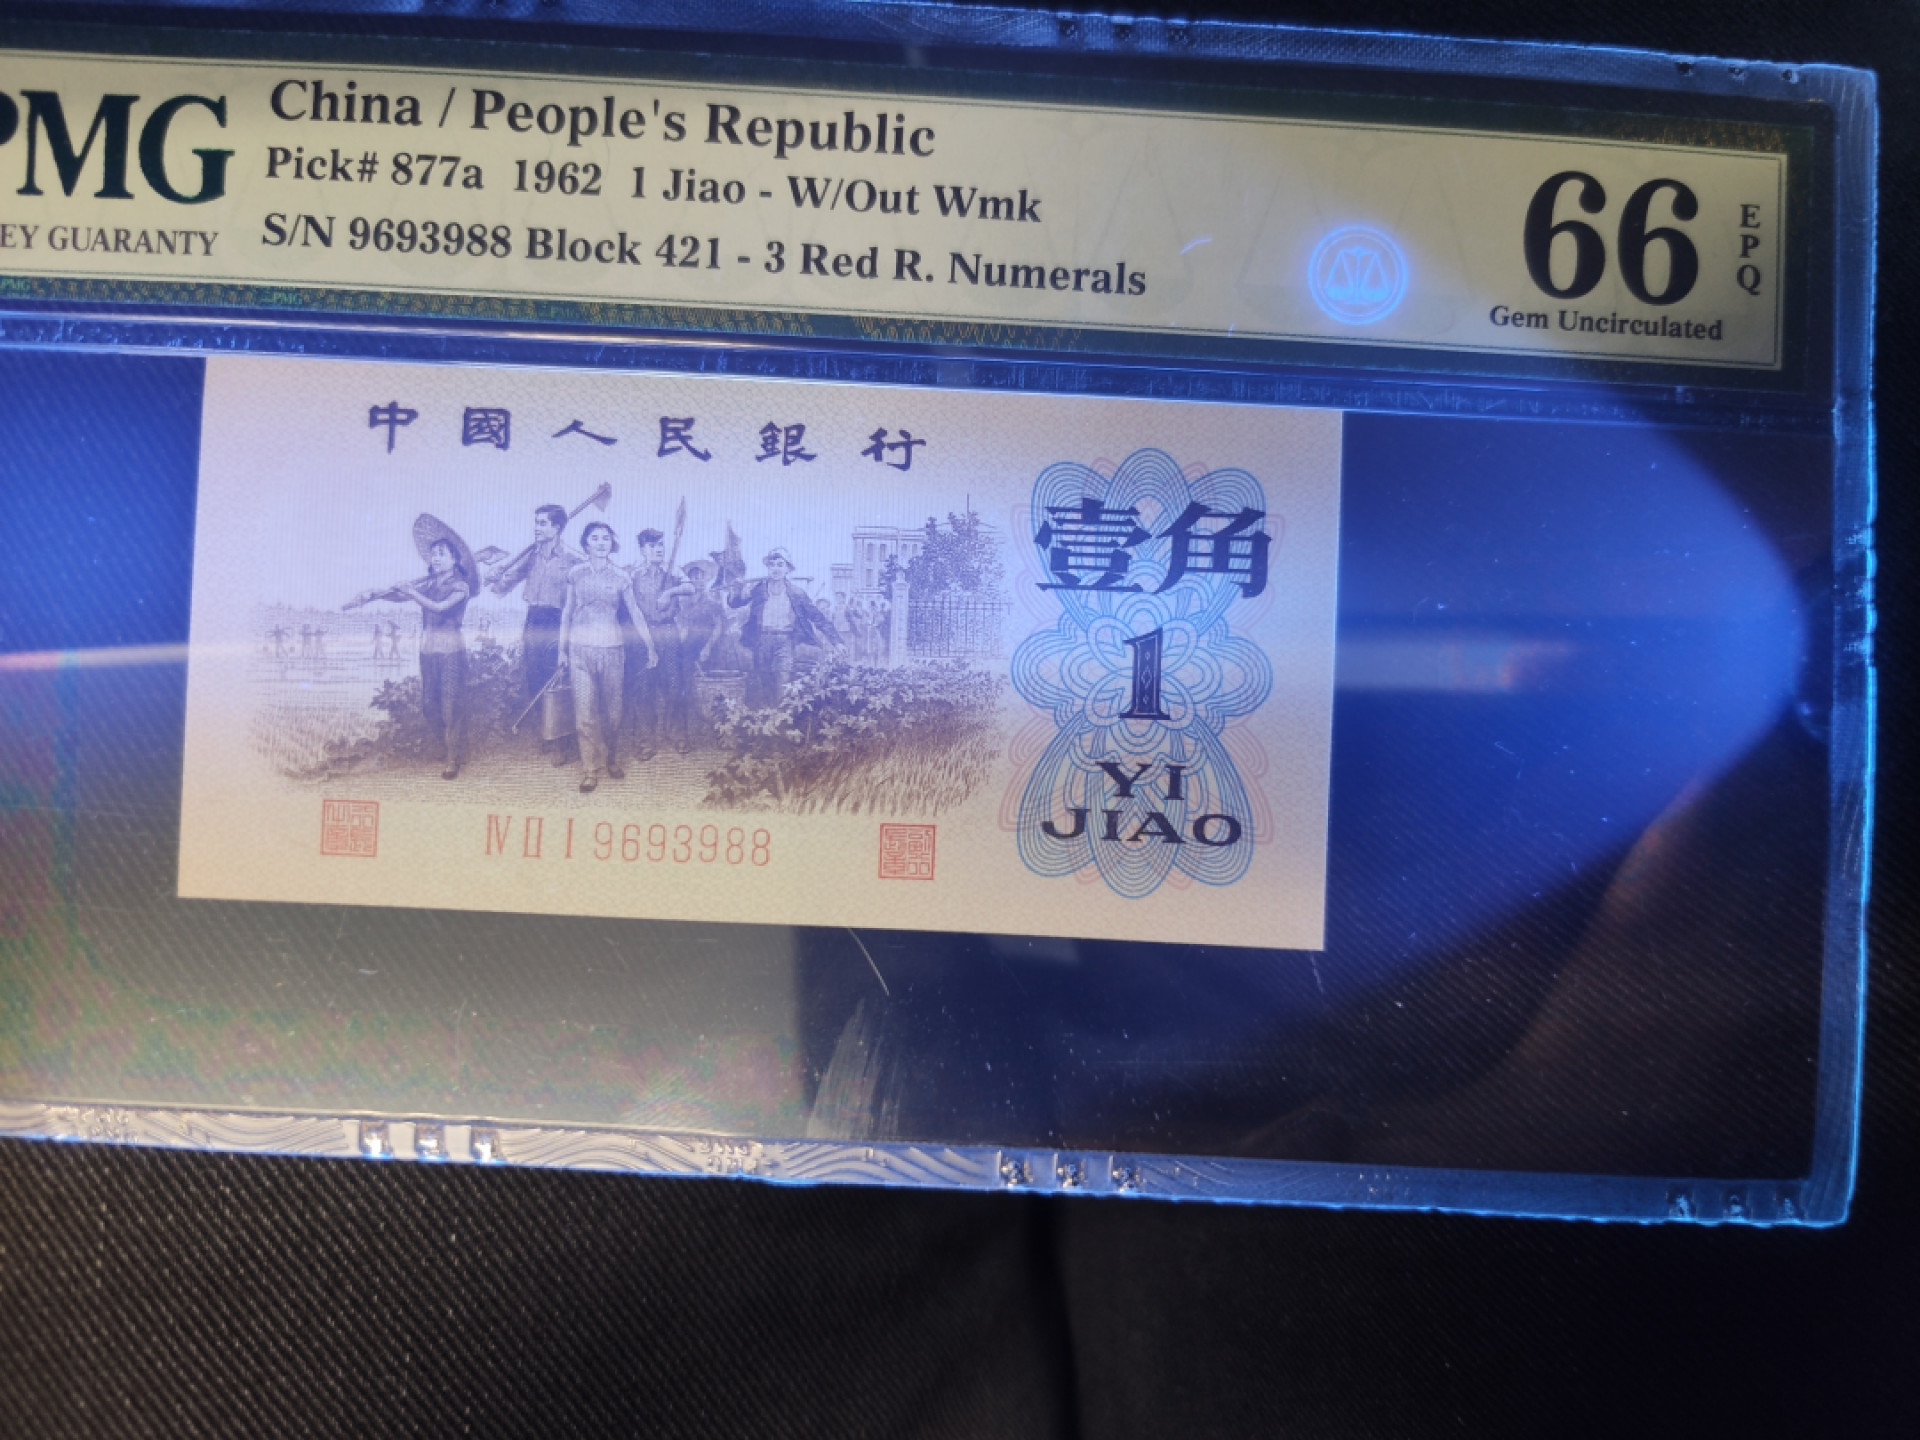 PMG
China / People's Republic
Pick# 877a 1962 1 Jiao - W/Out Wmk
S/N 9693988 Block 421 - 3 Red R. Numerals
EY GUARANTY
66
EPQ
Gem Uncirculated
中國人民銀行
壹角
1
YI
JIAO
IV II I 9693988